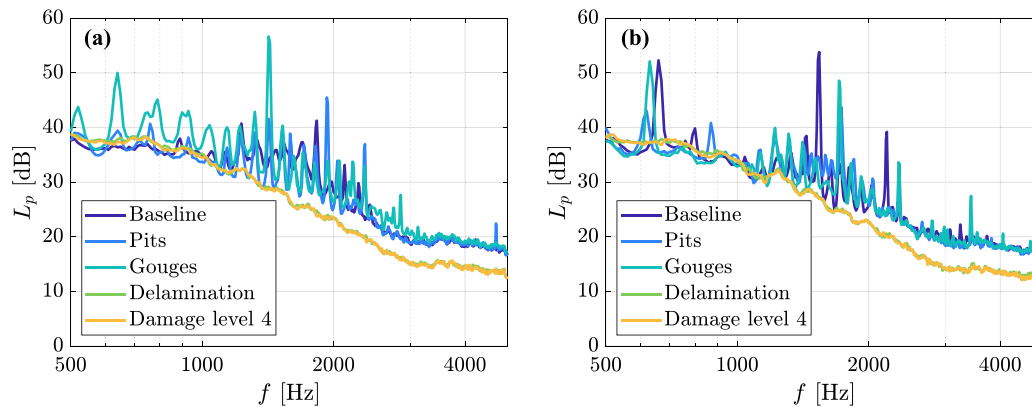 (a)
60
50
40
30
20
10
0
L_p [dB]
Baseline
Pits
Gouges
Delamination
Damage level 4
500 1000 2000 4000
f [Hz]
(b)
60
50
40
30
20
10
0
L_p [dB]
Baseline
Pits
Gouges
Delamination
Damage level 4
500 1000 2000 4000
f [Hz]